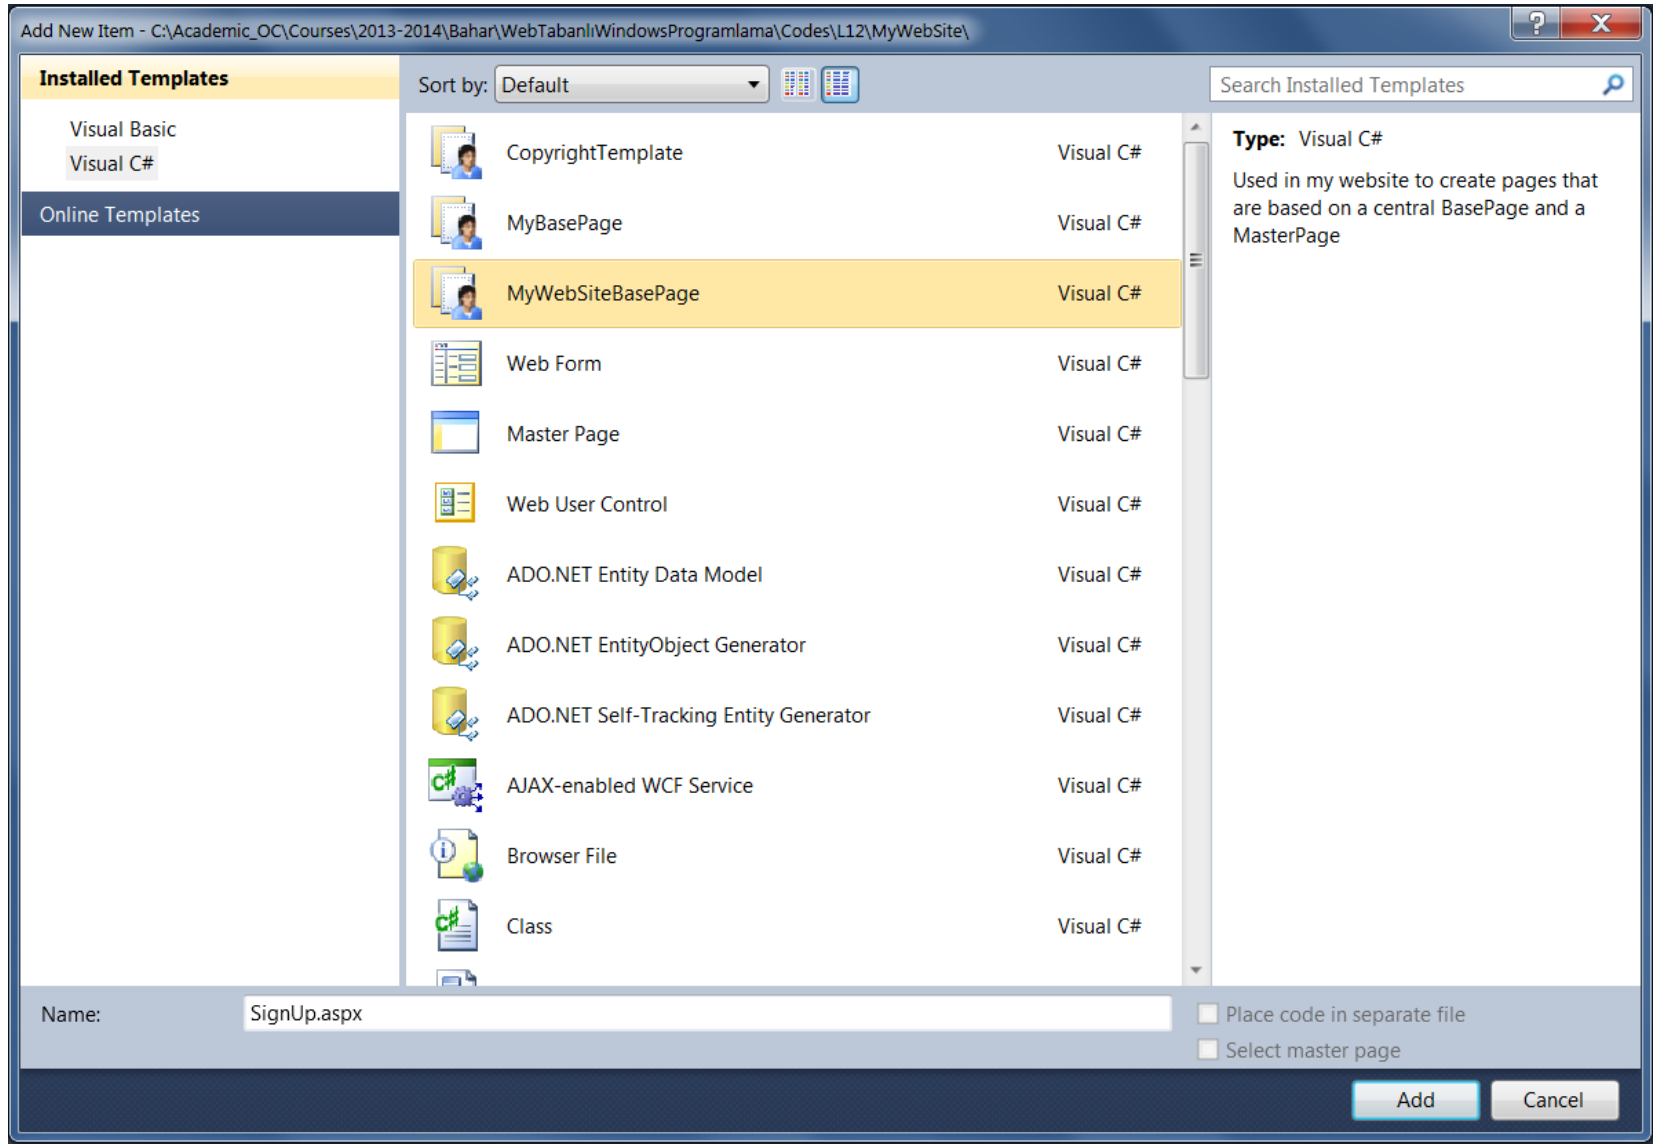 Add New Item - C:\Academic_OC\Courses\2013-2014\Bahar\WebTabanlıWindowsProgramlama\Codes\L12\MyWebSite\
Installed Templates
Visual Basic
Visual C#
Online Templates
Sort by: Default
Search Installed Templates
CopyrightTemplate Visual C#
MyBasePage Visual C#
MyWebSiteBasePage Visual C#
Web Form Visual C#
Master Page Visual C#
Web User Control Visual C#
ADO.NET Entity Data Model Visual C#
ADO.NET EntityObject Generator Visual C#
ADO.NET Self-Tracking Entity Generator Visual C#
AJAX-enabled WCF Service Visual C#
Browser File Visual C#
Class Visual C#
Type: Visual C#
Used in my website to create pages that
are based on a central BasePage and a
MasterPage
Name: SignUp.aspx
Place code in separate file
Select master page
Add Cancel